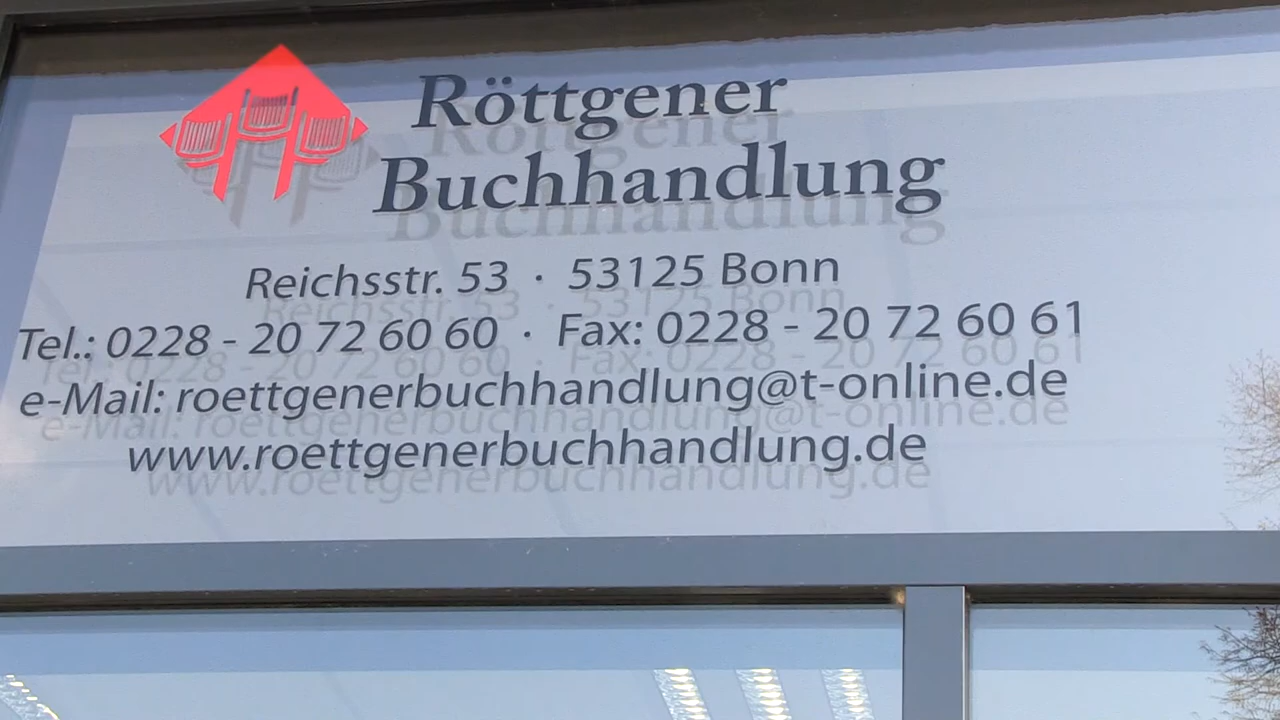 Röttgener
Buchhandlung
Reichsstr. 53 · 53125 Bonn
Tel.: 0228 - 20 72 60 60 · Fax: 0228 - 20 72 60 61
e-Mail: roettgenerbuchhandlung@t-online.de
www.roettgenerbuchhandlung.de